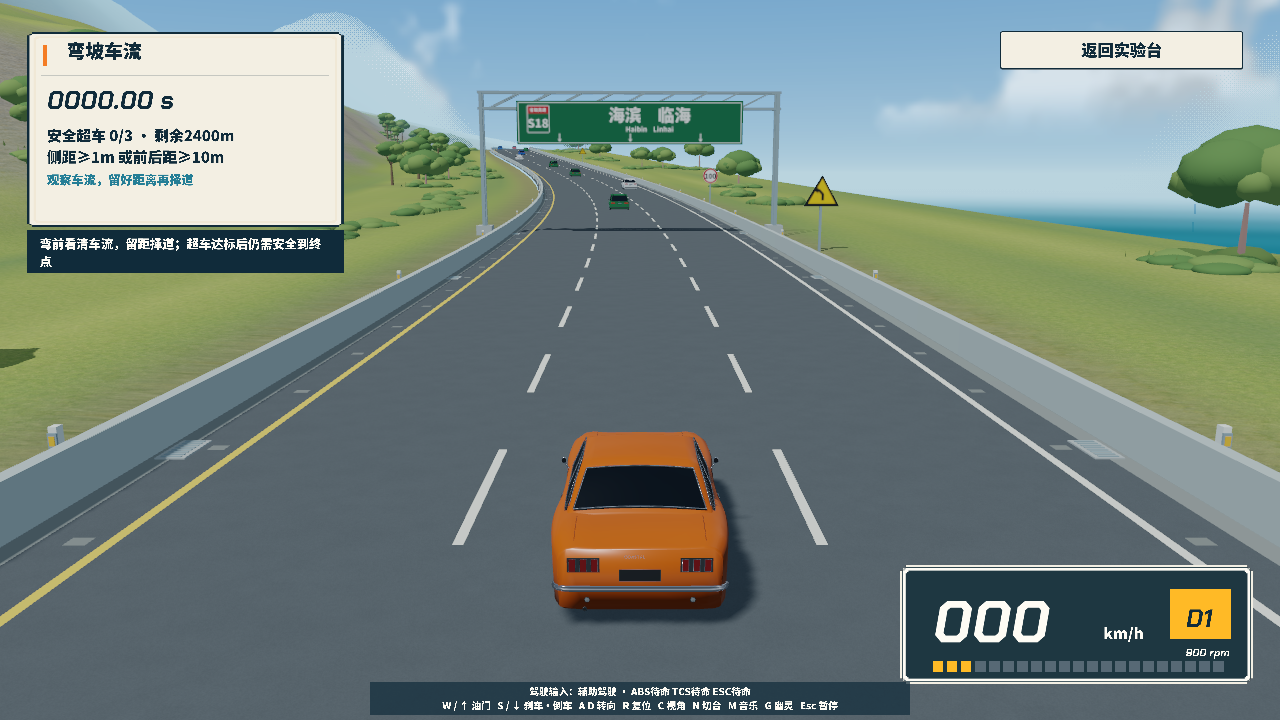 弯坡车流
0000.00 s
安全超车 0/3 · 剩余2400m
侧距≥1m 或前后距≥10m
观察车流，留好距离再择道
弯前看清车流，留距择道；超车达标后仍需安全到终
点
返回实验台
S18
海滨 临海
Haibin Linhai
100
000 km/h
D1
900 rpm
驾驶输入：辅助驾驶 · ABS待命 TCS待命 ESC待命
W / ↑ 油门 S / ↓ 刹车·倒车 A D 转向 R 复位 C 视角 N 切台 M 音乐 G 幽灵 Esc 暂停